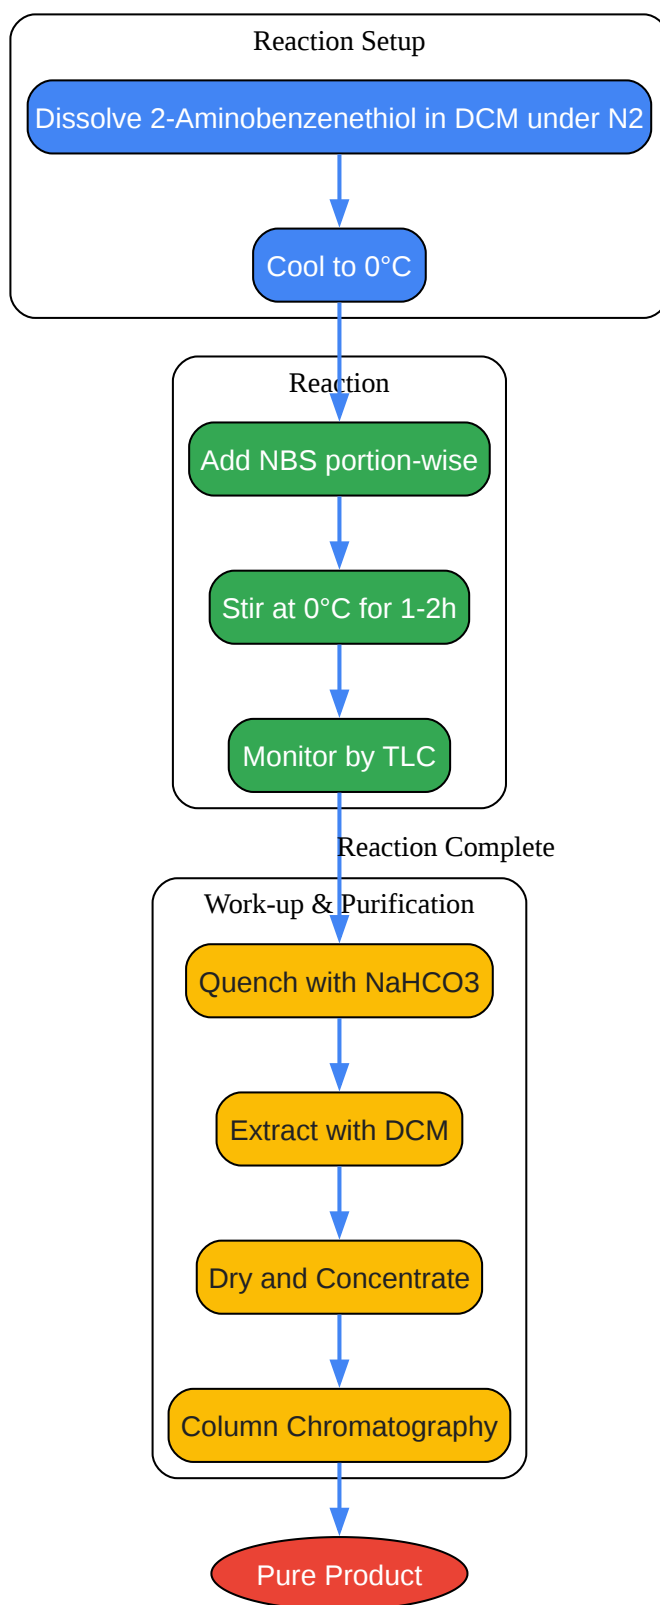 Reaction Setup
Dissolve 2-Aminobenzenethiol in DCM under N2
Cool to 0°C
Reaction
Add NBS portion-wise
Stir at 0°C for 1-2h
Monitor by TLC
Reaction Complete
Work-up & Purification
Quench with NaHCO3
Extract with DCM
Dry and Concentrate
Column Chromatography
Pure Product